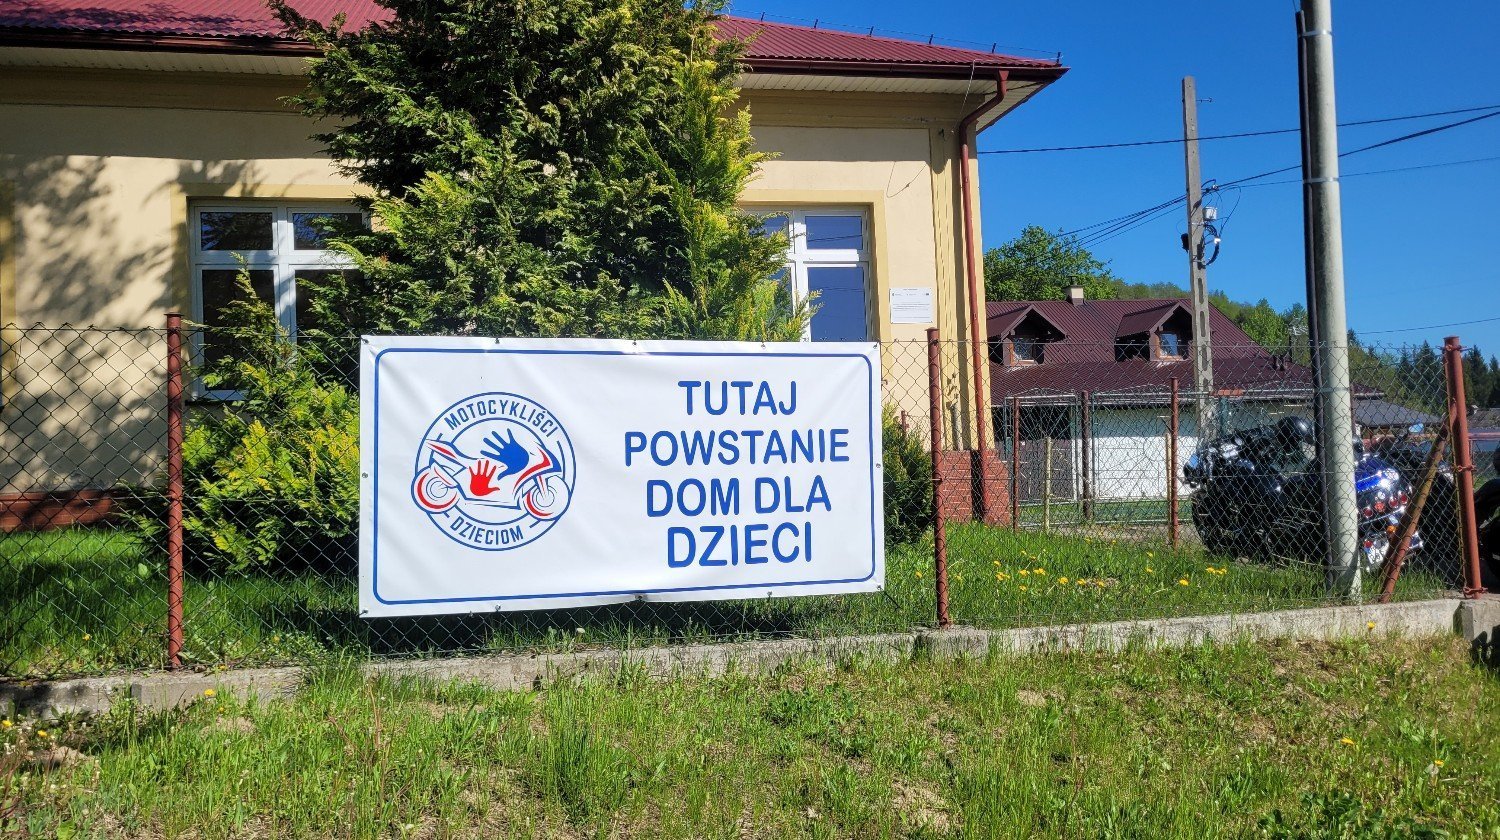 MOTOCYKLIŚCI
DZIECIOM
TUTAJ
POWSTANIE
DOM DLA
DZIECI